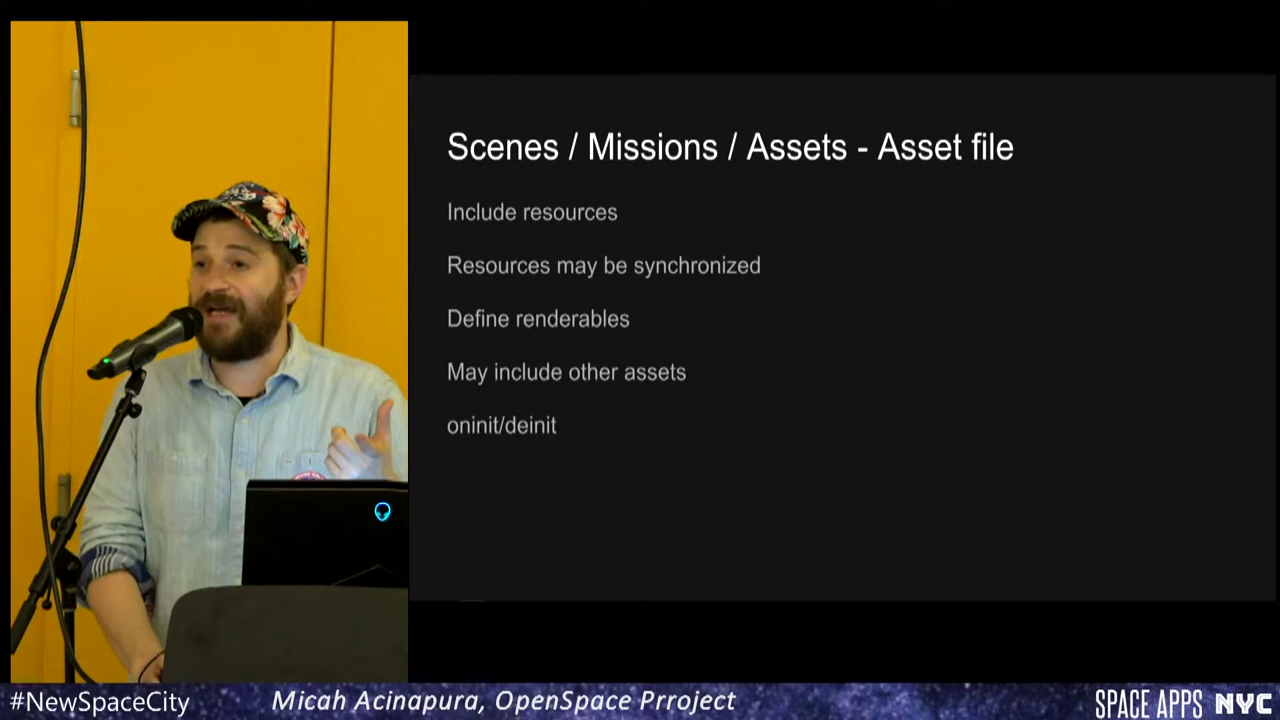 Scenes / Missions / Assets - Asset file
Include resources
Resources may be synchronized
Define renderables
May include other assets
oninit/deinit
#NewSpaceCity
Micah Acinapura, OpenSpace Prroject
SPACE APPS NYC